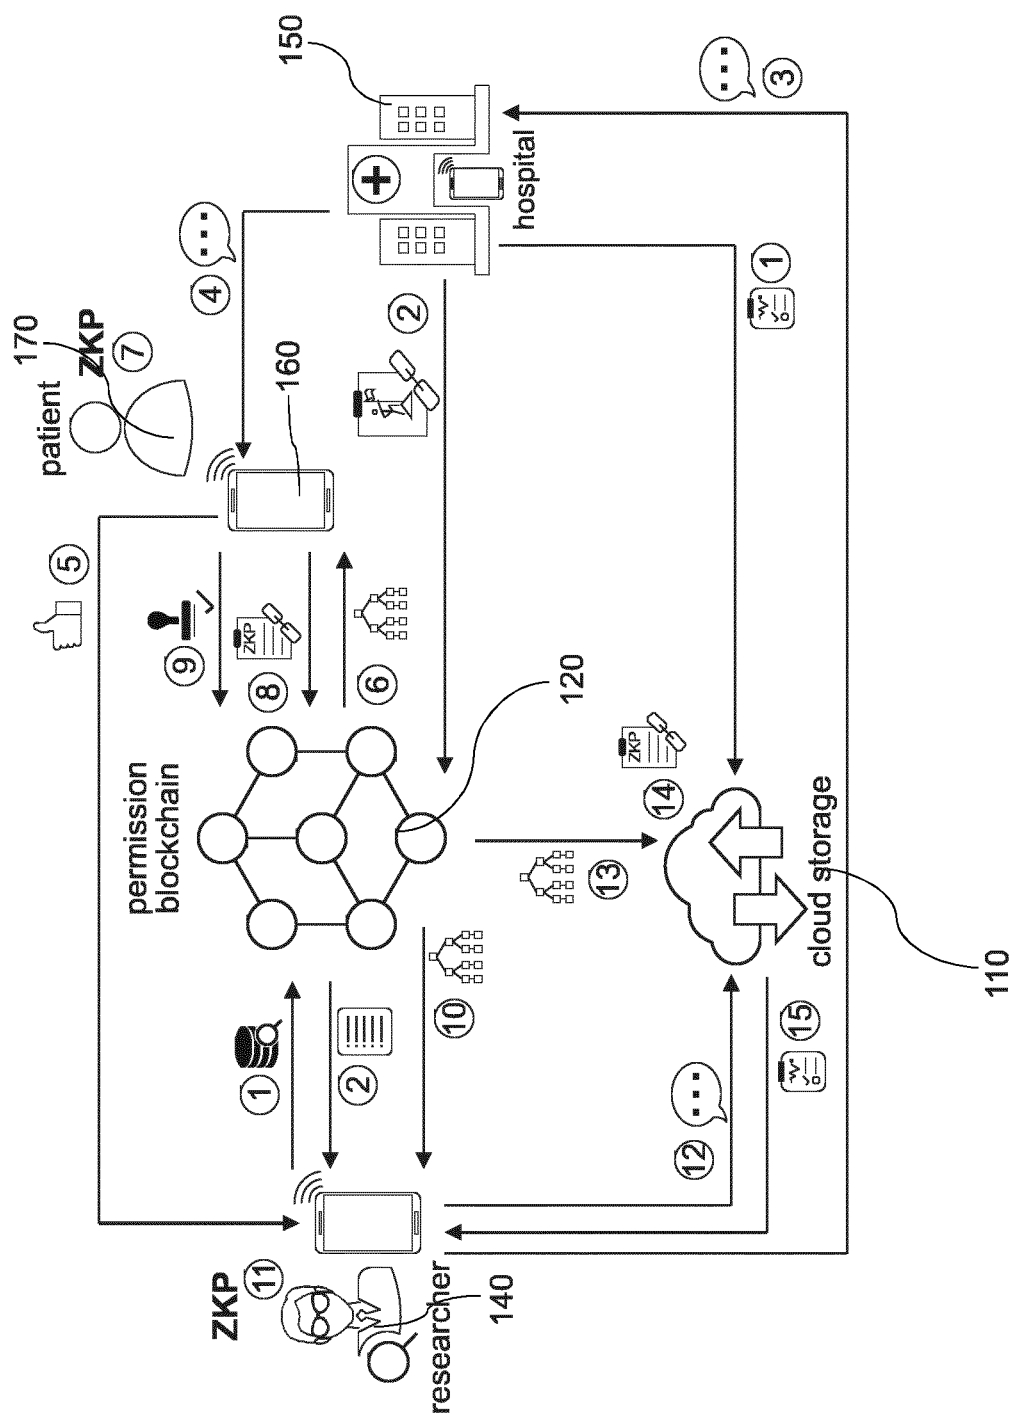 170
patient
⑤
ZKP
⑦
permission
blockchain
⑨
④
ZKP
⑪
①
ZKP
⑧
160
150
②
⑥
②
researcher
⑩
140
hospital
120
⑬
ZKP
⑭
⑫
①
③
⑮
cloud storage
110